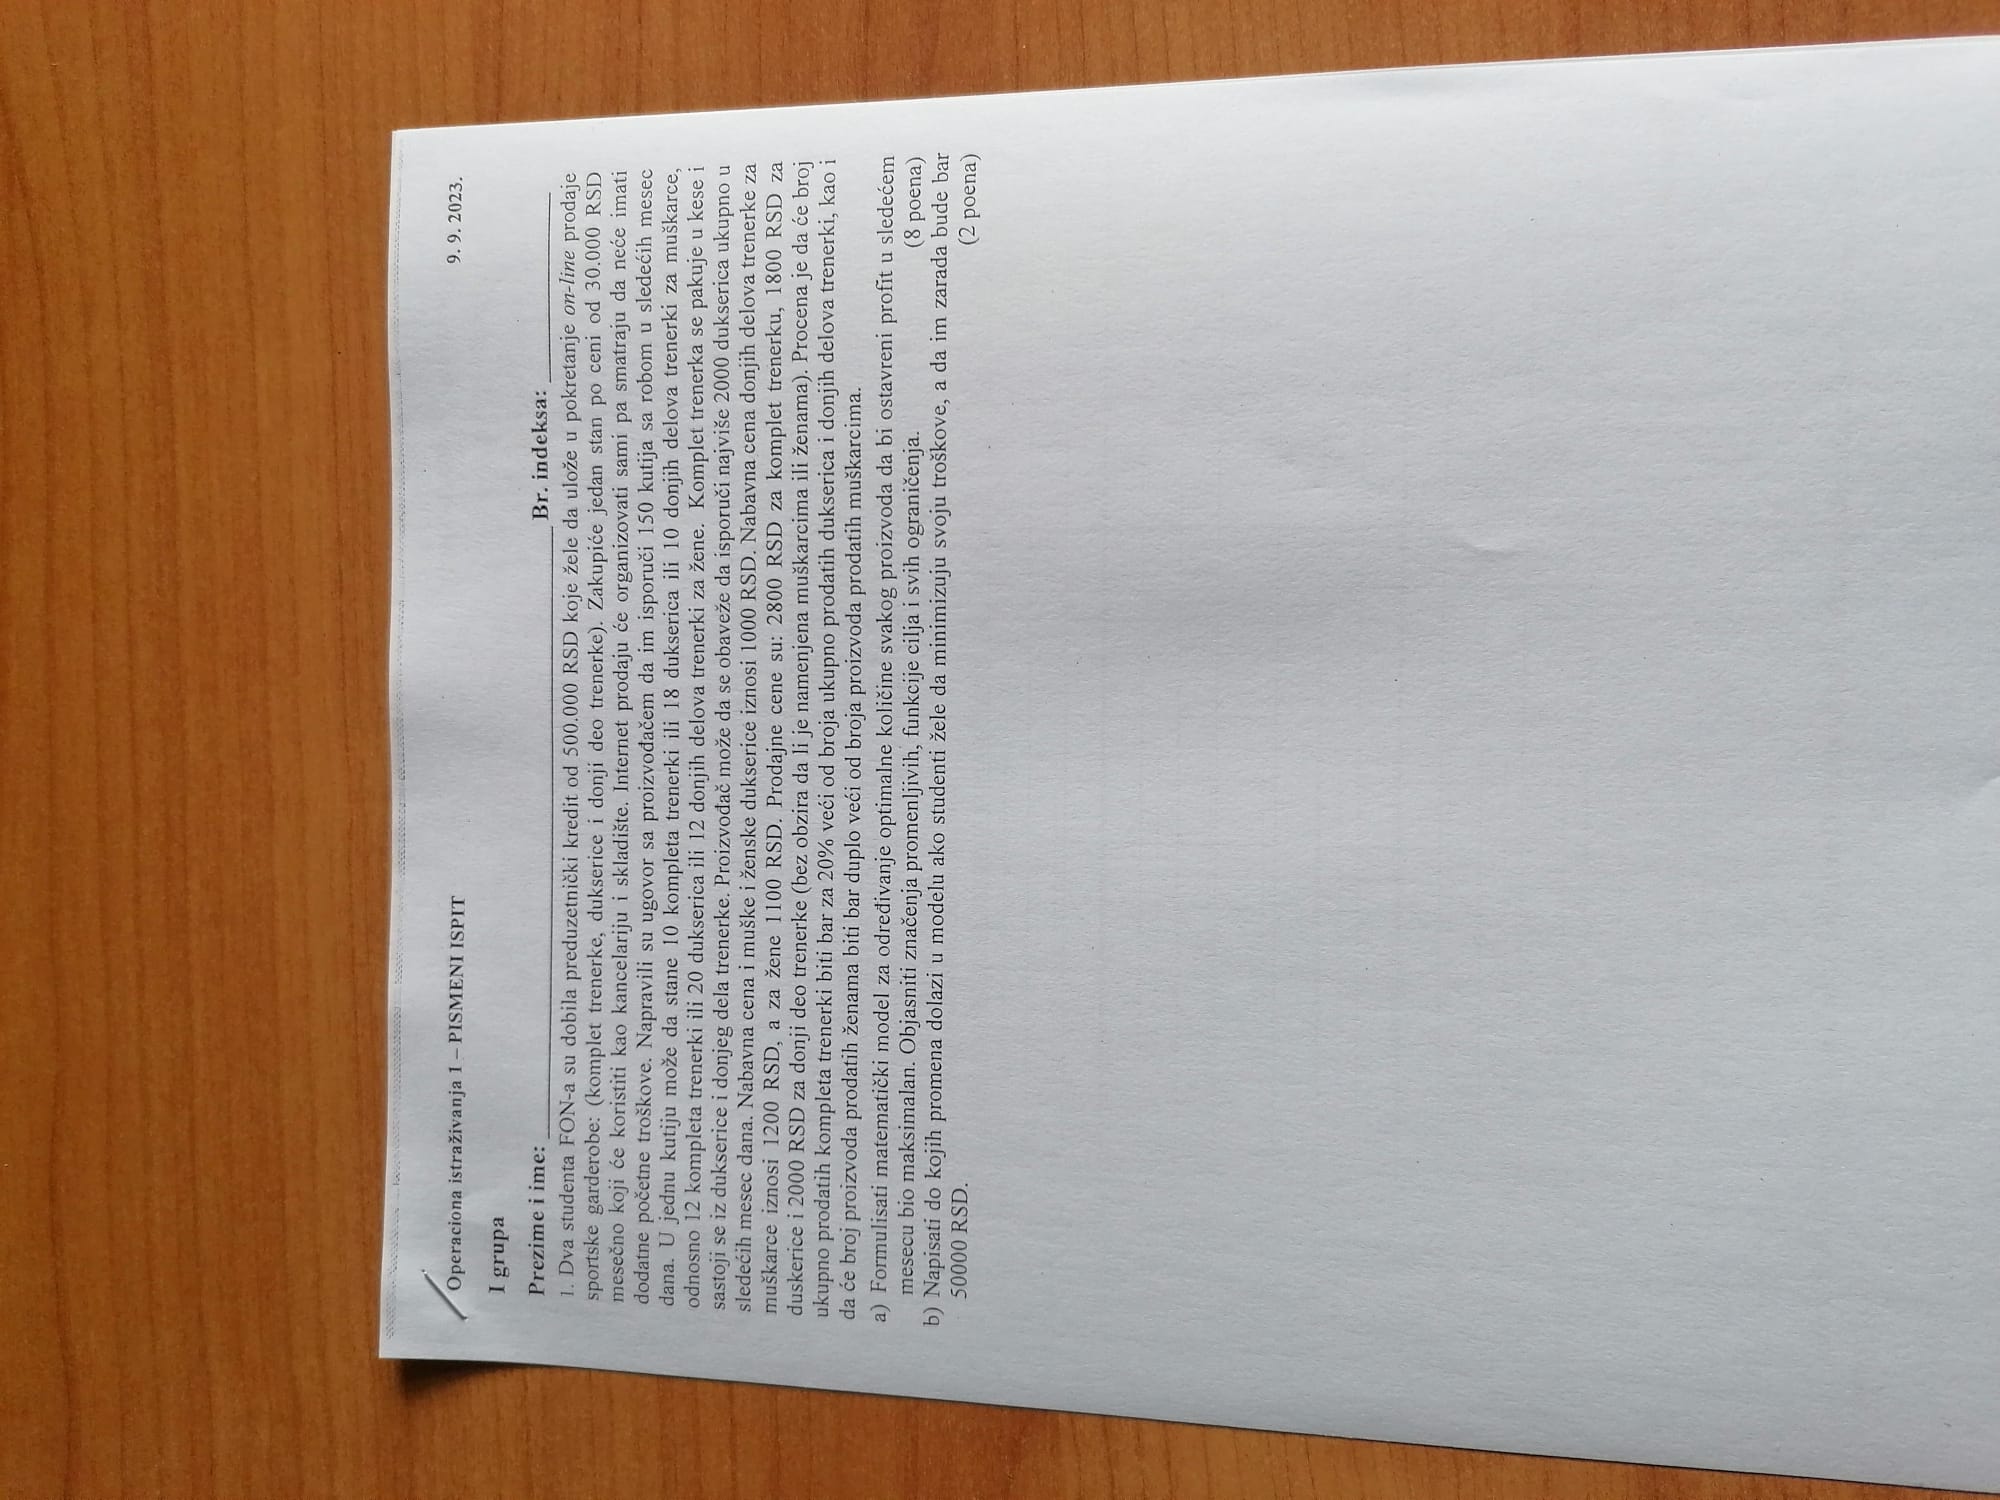 Operaciona istraživanja 1 – PISMENI ISPIT 9. 9. 2023.
I grupa
Prezime i ime: ______ Br. indeksa: ______
1. Dva studenta FON-a su dobila preduzetnički kredit od 500.000 RSD koje žele da ulože u pokretanje on-line prodaje
sportske garderobe: (komplet trenerke, dukserice i donji deo trenerke). Zakupiće jedan stan po ceni od 30.000 RSD
mesečno koji će koristiti kao kancelariju i skladište. Internet prodaju će organizovati sami pa smatraju da neće imati
dodatne početne troškove. Napravili su ugovor sa proizvođačem da im isporuči 150 kutija sa robom u sledećih mesec
dana. U jednu kutiju može da stane 10 kompleta trenerki ili 18 dukserica ili 10 donjih delova trenerki za muškarce,
odnosno 12 kompleta trenerki ili 20 dukserica ili 12 donjih delova trenerki za žene. Komplet trenerka se pakuje u kese i
sastoji se iz dukserice i donjeg dela trenerke. Proizvođač može da se obaveže da isporuči najviše 2000 dukserica ukupno u
sledećih mesec dana. Nabavna cena i muške i ženske dukserice iznosi 1000 RSD. Nabavna cena donjih delova trenerke za
muškarce iznosi 1200 RSD, a za žene 1100 RSD. Prodajne cene su: 2800 RSD za komplet trenerku, 1800 RSD za
duskerice i 2000 RSD za donji deo trenerke (bez obzira da li je namenjena muškarcima ili ženama). Procena je da će broj
ukupno prodatih kompleta trenerki biti bar za 20% veći od broja ukupno prodatih dukserica i donjih delova trenerki, kao i
da će broj proizvoda prodatih ženama biti bar duplo veći od broja proizvoda prodatih muškarcima.
a) Formulisati matematički model za određivanje optimalne količine svakog proizvoda da bi ostavreni profit u sledećem
mesecu bio maksimalan. Objasniti značenja promenljivih, funkcije cilja i svih ograničenja. (8 poena)
b) Napisati do kojih promena dolazi u modelu ako studenti žele da minimizuju svoju troškove, a da im zarada bude bar
50000 RSD. (2 poena)